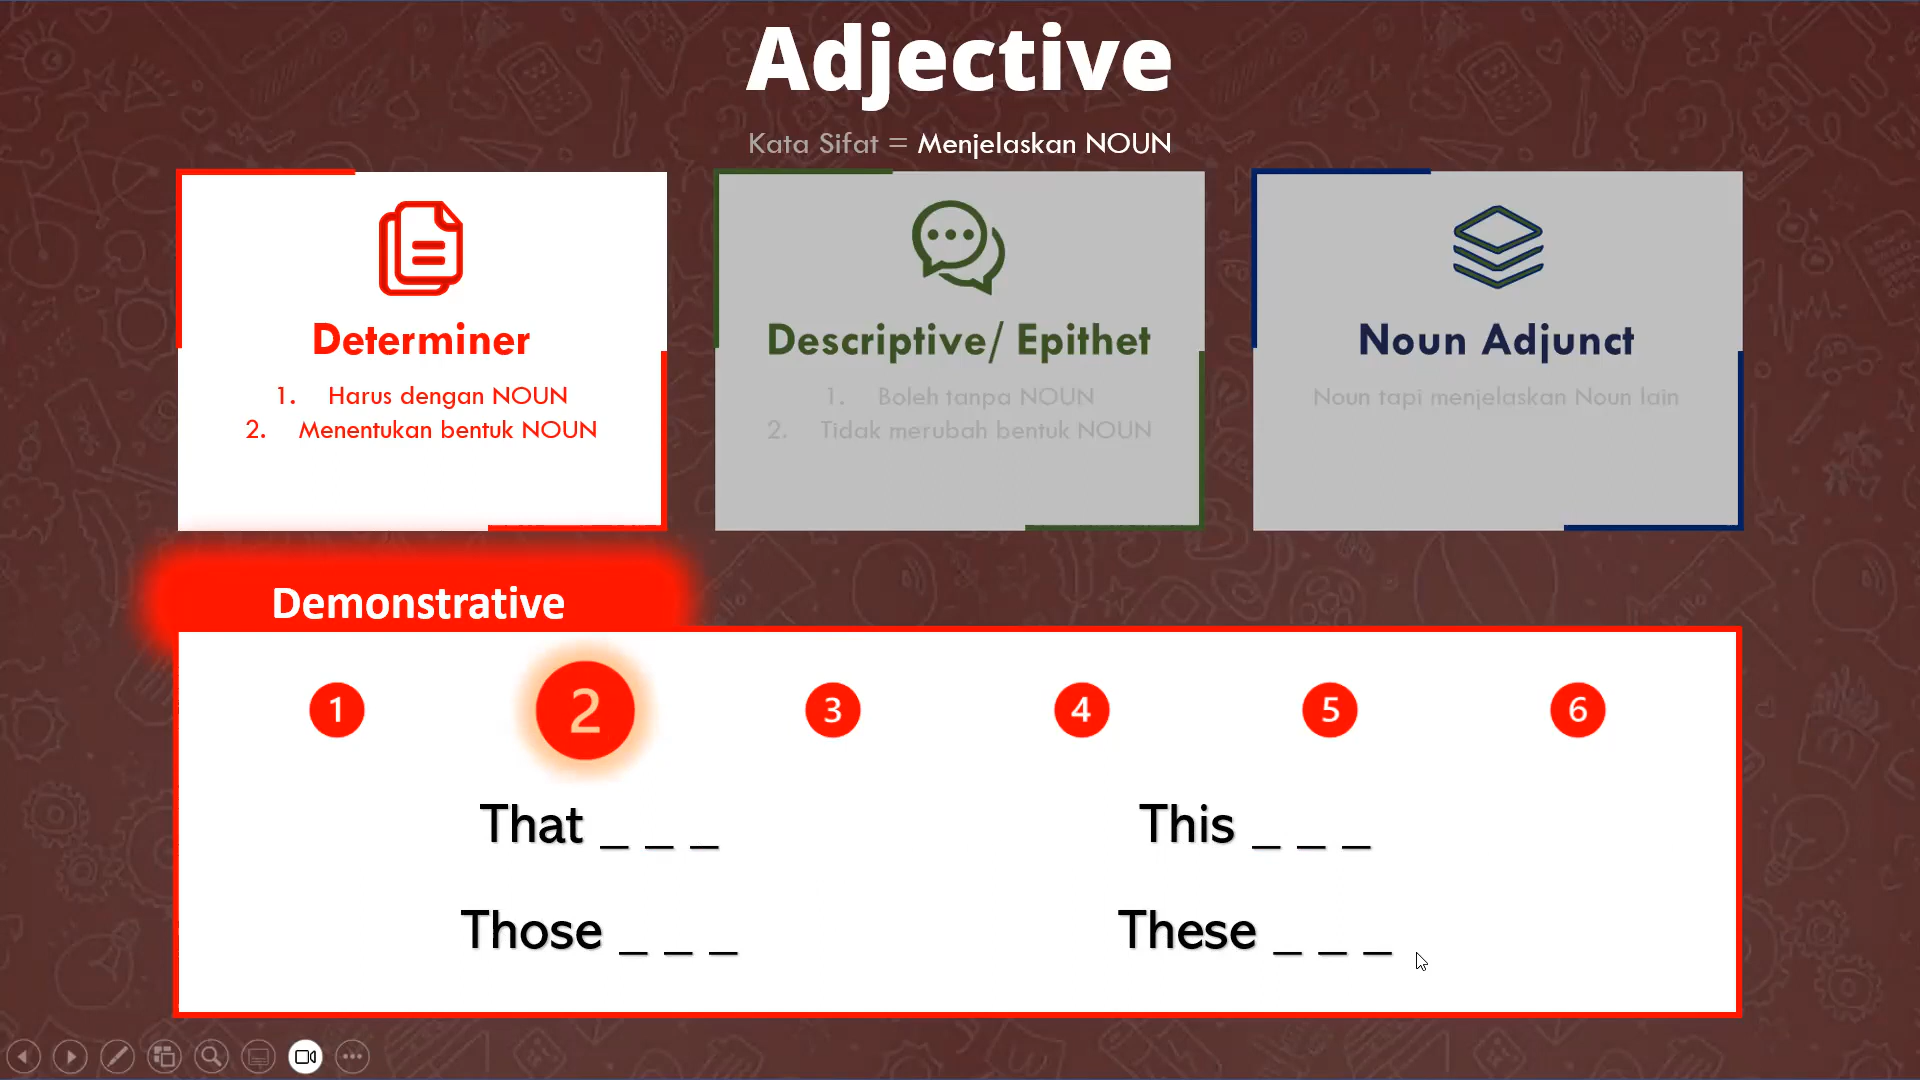 Adjective
Kata Sifat = Menjelaskan NOUN
Determiner
1. Harus dengan NOUN
2. Menentukan bentuk NOUN
Descriptive/ Epithet
1. Boleh tanpa NOUN
2. Tidak merubah bentuk NOUN
Noun Adjunct
Noun tapi menjelaskan Noun lain
Demonstrative
1 2 3 4 5 6
That _ _ _ This _ _ _
Those _ _ _ These _ _ _